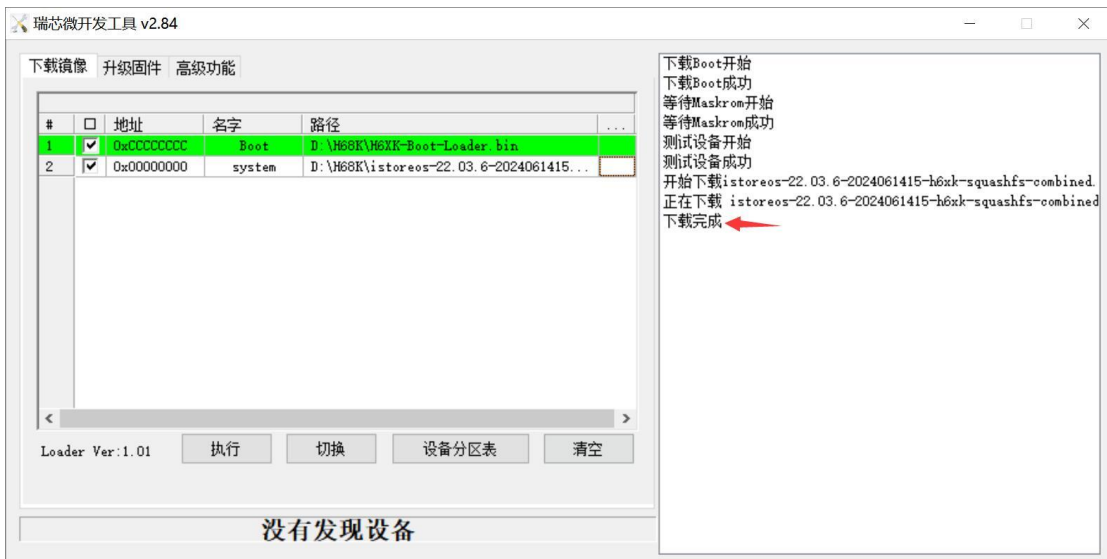 瑞芯微开发工具 v2.84
下载镜像 升级固件 高级功能
# 地址 名字 路径 ...
1 0xCCCCCCCC Boot D:\H68K\H6XK-Boot-Loader.bin
2 0x00000000 system D:\H68K\istoreos-22.03.6-2024061415...
Loader Ver:1.01 执行 切换 设备分区表 清空
没有发现设备
下载Boot开始
下载Boot成功
等待Maskrom开始
等待Maskrom成功
测试设备开始
测试设备成功
开始下载istoreos-22.03.6-2024061415-h6xk-squashfs-combined.
正在下载 istoreos-22.03.6-2024061415-h6xk-squashfs-combined
下载完成